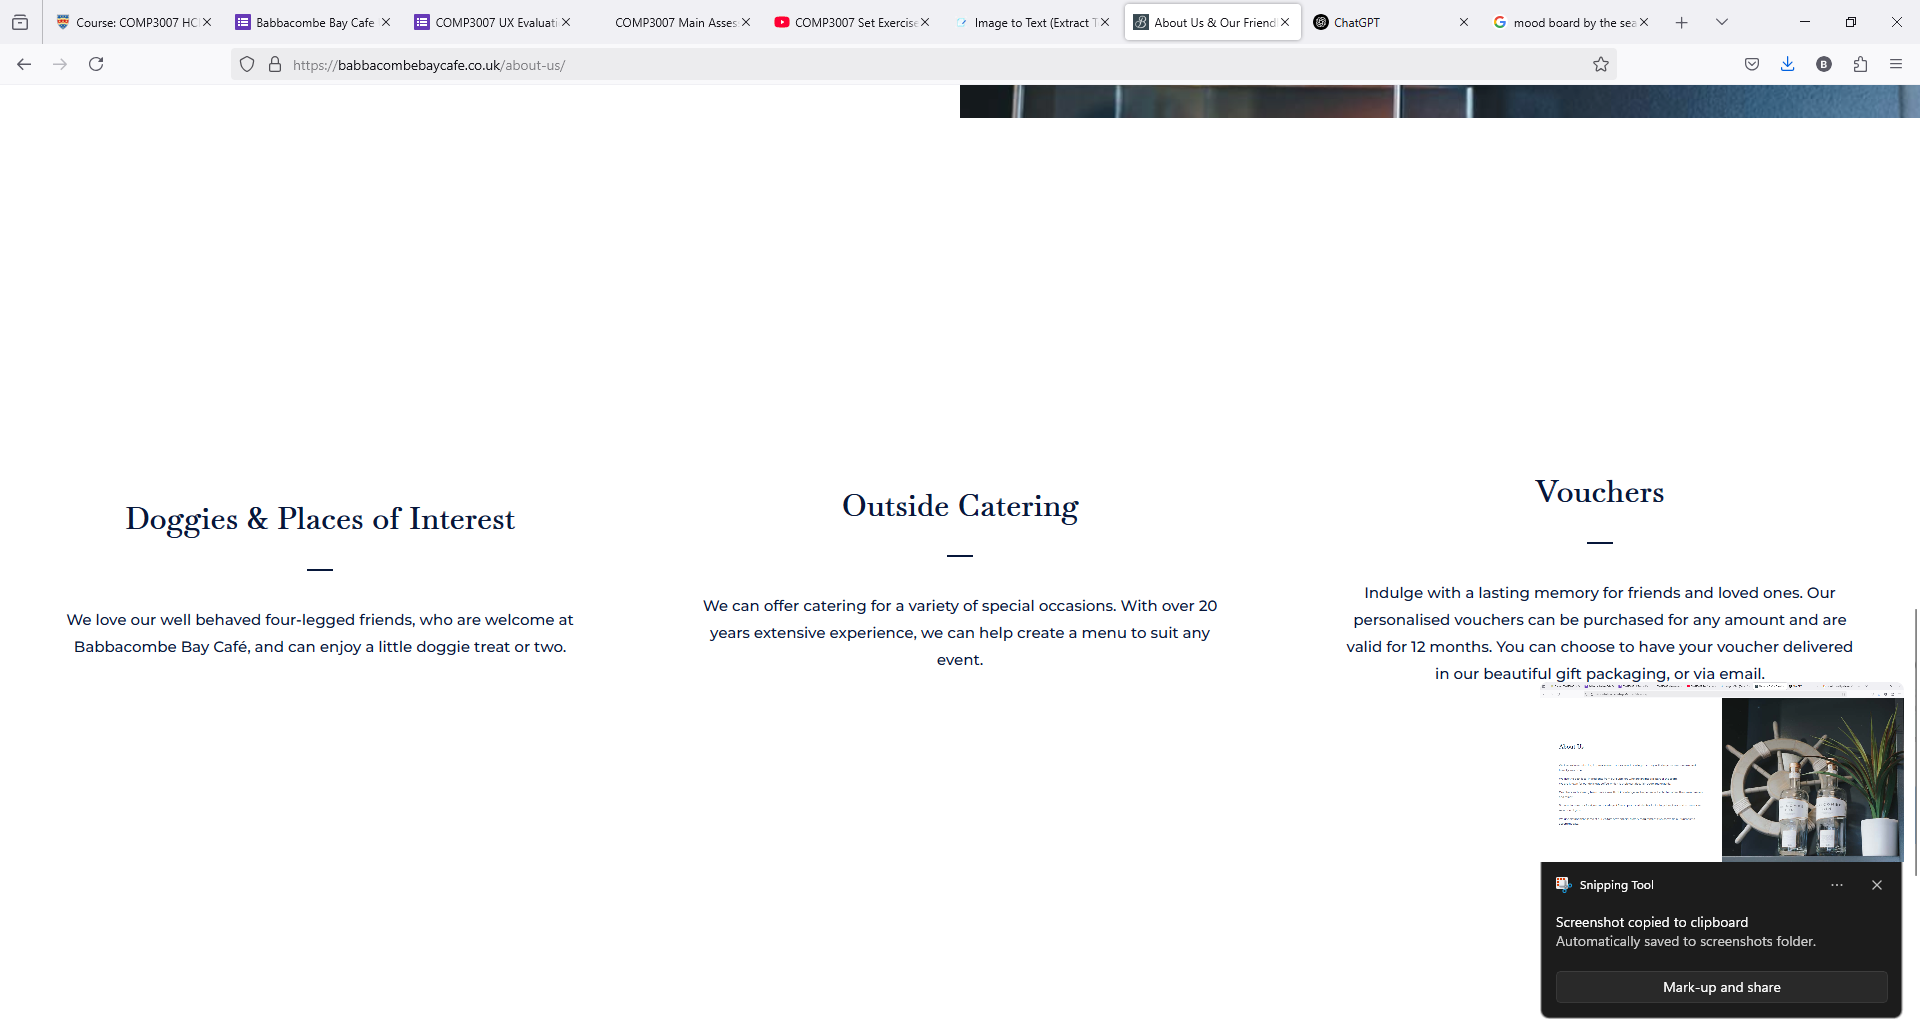 Course: COMP3007 HC
Babbacombe Bay Cafe
COMP3007 UX Evaluati
COMP3007 Main Asses
COMP3007 Set Exercise
Image to Text (Extract T
About Us & Our Friend
ChatGPT
mood board by the sea
https://babbacombebaycafe.co.uk/about-us/
B
Doggies & Places of Interest
We love our well behaved four-legged friends, who are welcome at
Babbacombe Bay Café, and can enjoy a little doggie treat or two.
Outside Catering
We can offer catering for a variety of special occasions. With over 20
years extensive experience, we can help create a menu to suit any
event.
Vouchers
Indulge with a lasting memory for friends and loved ones. Our
personalised vouchers can be purchased for any amount and are
valid for 12 months. You can choose to have your voucher delivered
in our beautiful gift packaging, or via email.
About Us
Snipping Tool
Screenshot copied to clipboard
Automatically saved to screenshots folder.
Mark-up and share